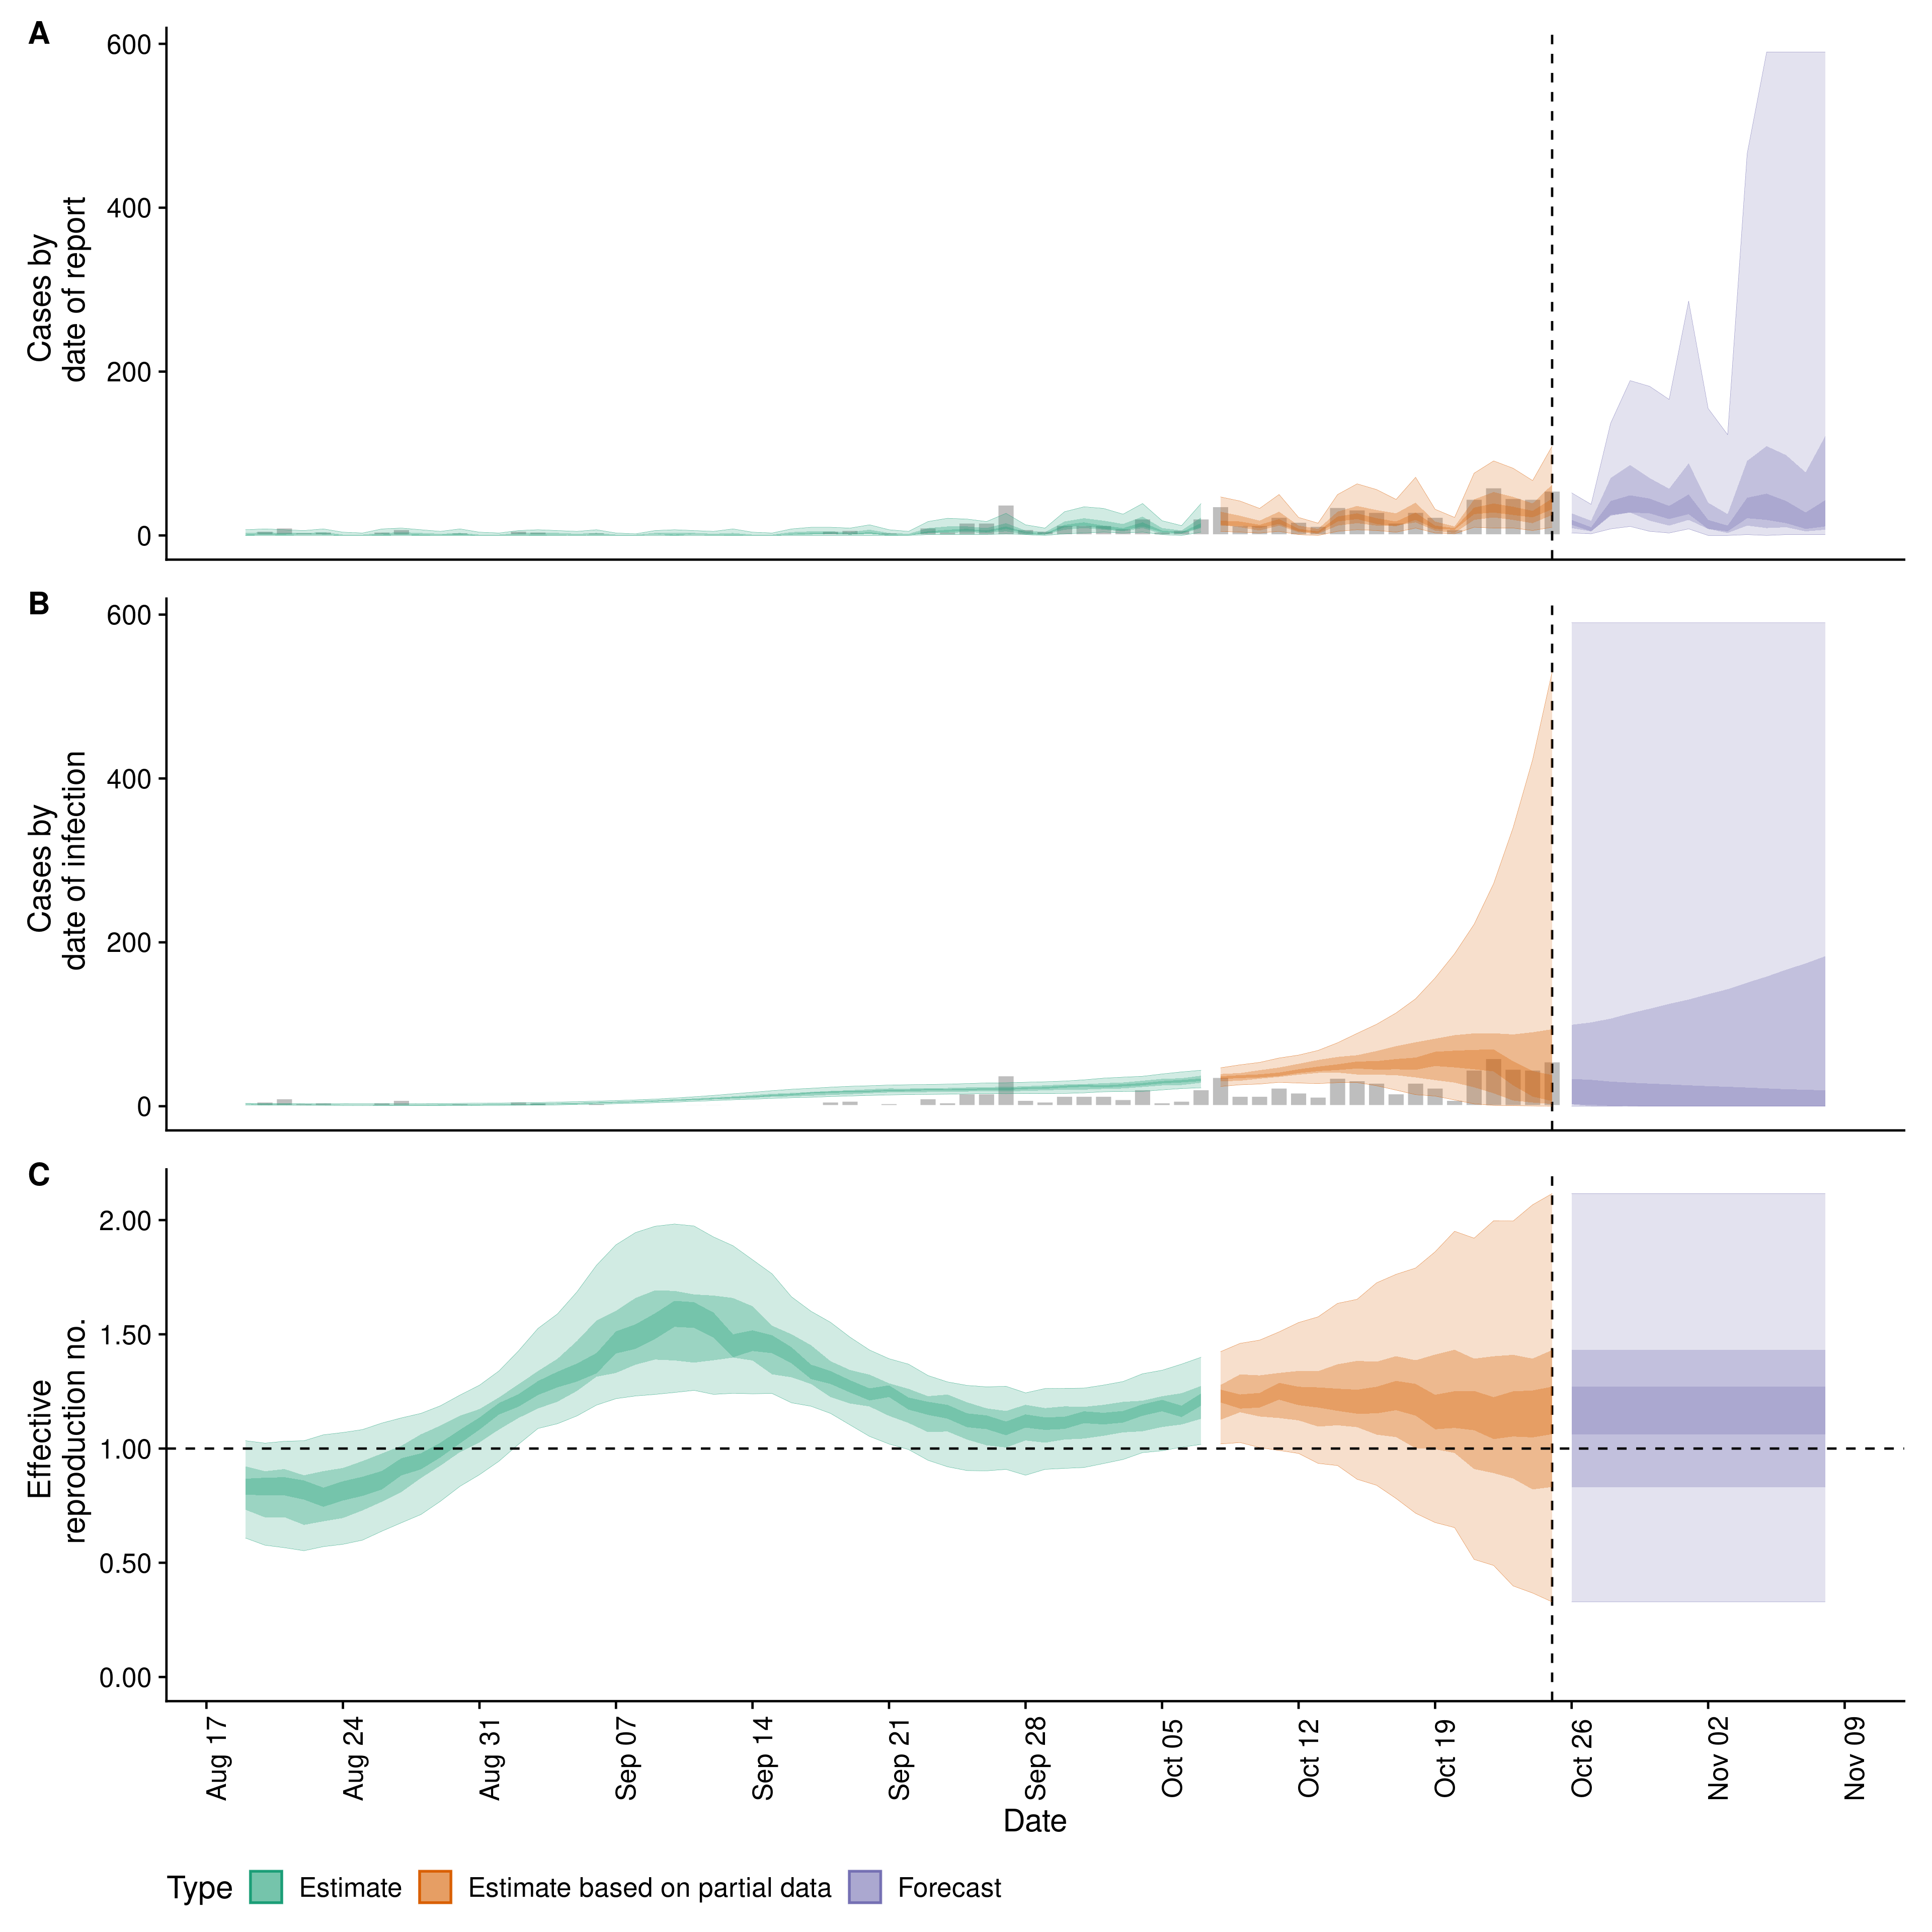 A
Cases by
date of report
600
400
200
0
B
Cases by
date of infection
600
400
200
0
C
Effective
reproduction no.
2.00
1.50
1.00
0.50
0.00
Aug 17
Aug 24
Aug 31
Sep 07
Sep 14
Sep 21
Sep 28
Oct 05
Oct 12
Oct 19
Oct 26
Nov 02
Nov 09
Date
Type Estimate Estimate based on partial data Forecast